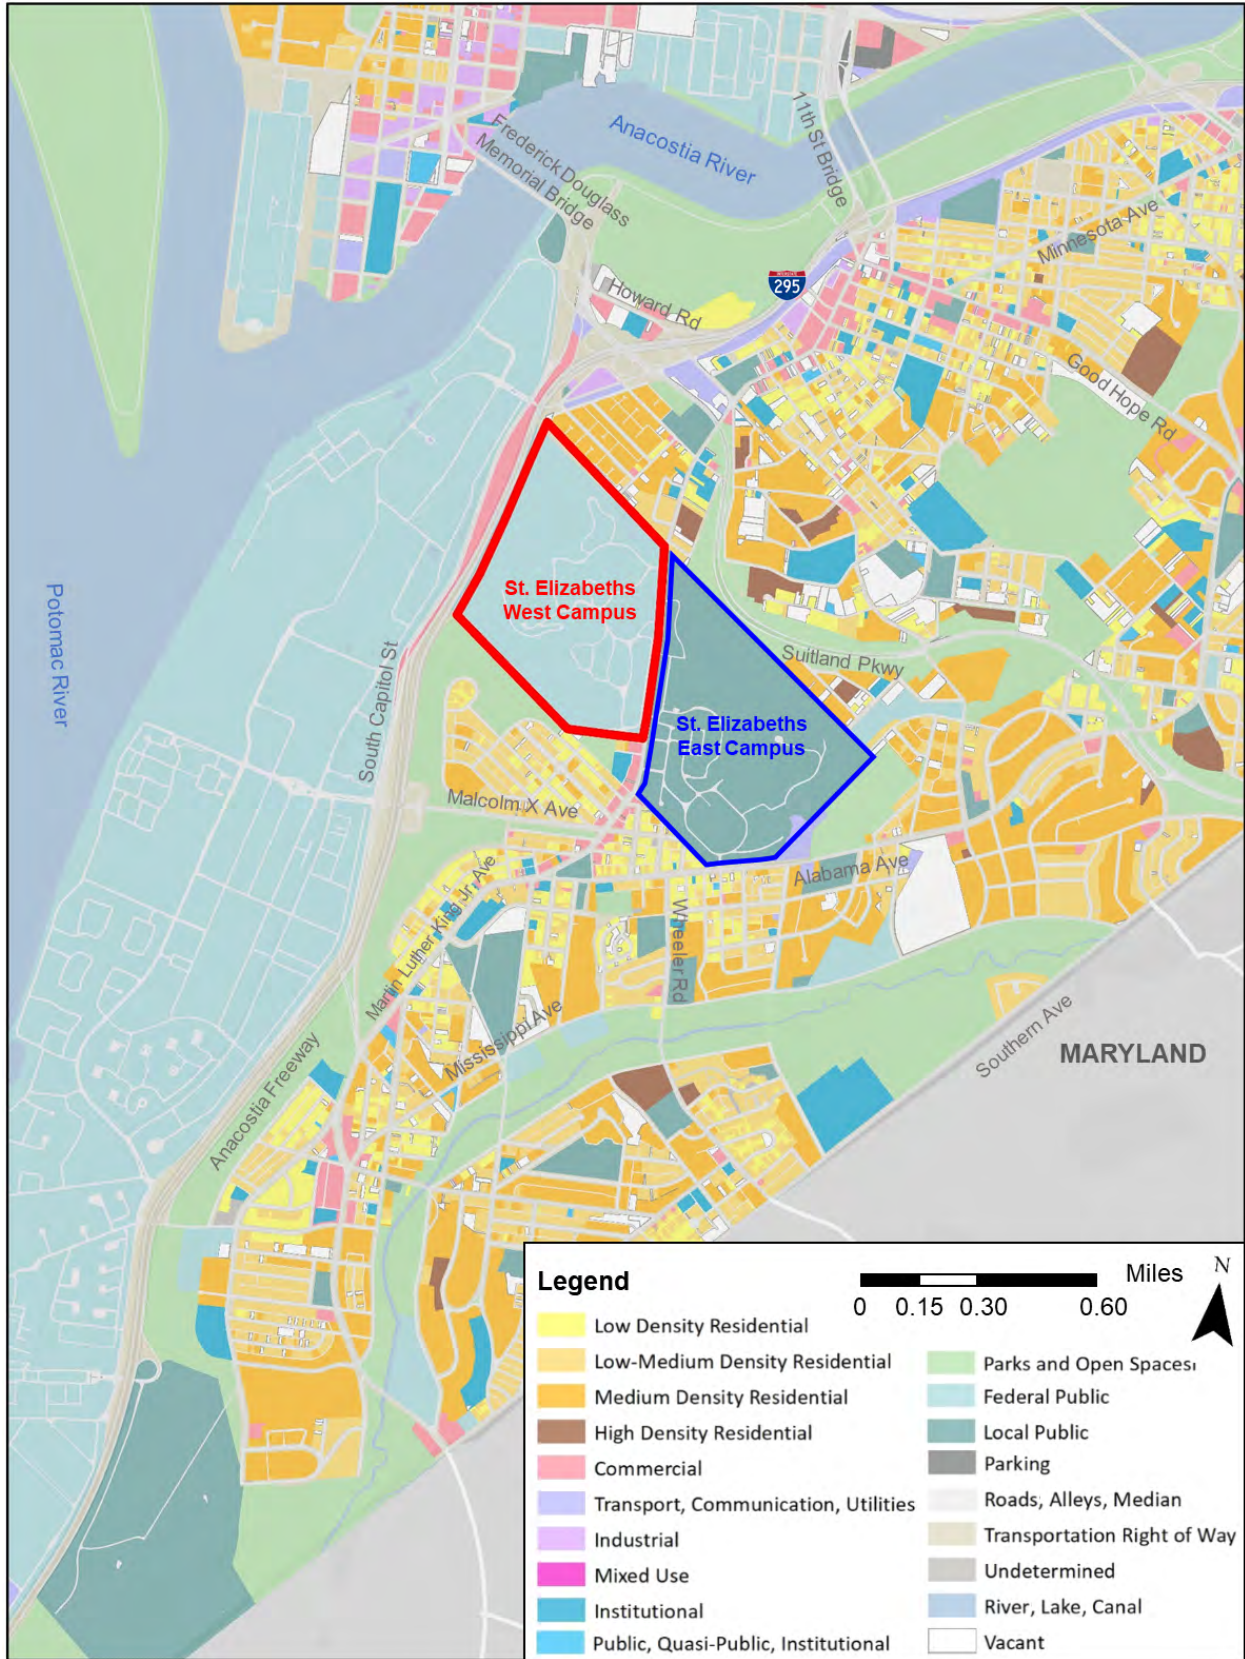 Anacostia River
11th St Bridge
Frederick Douglass
Memorial Bridge
Minnesota Ave
INTERSTATE
295
Howard Rd
Good Hope Rd
St. Elizabeths
West Campus
Potomac River
South Capitol St
Suitland Pkwy
St. Elizabeths
East Campus
Malcolm X Ave
Alabama Ave
Martin Luther King Jr. Ave
Wheeler Rd
Mississippi Ave
Southern Ave
MARYLAND
Anacostia Freeway
Legend
Miles
0 0.15 0.30 0.60
N
Low Density Residential
Low-Medium Density Residential
Medium Density Residential
High Density Residential
Commercial
Transport, Communication, Utilities
Industrial
Mixed Use
Institutional
Public, Quasi-Public, Institutional
Parks and Open Spaces
Federal Public
Local Public
Parking
Roads, Alleys, Median
Transportation Right of Way
Undetermined
River, Lake, Canal
Vacant